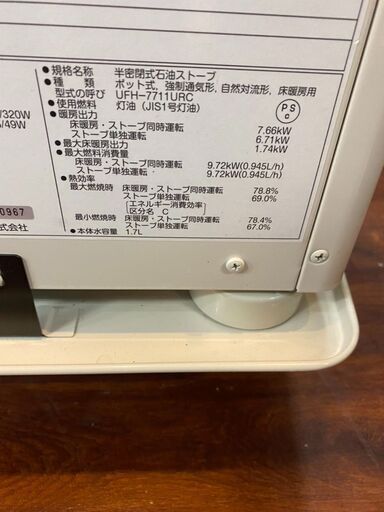 ●規格名称 半密閉式石油ストーブ
●種類 ポット式, 強制通気形, 自然対流形, 床暖房用
型式の呼び UFH-7711URC
●使用燃料 灯油 (JIS1号灯油)
●暖房出力
床暖房・ストーブ同時運転 7.66kW
ストーブ単独運転 6.71kW
●最大床暖房出力 1.74kW
●最大燃料消費量
床暖房・ストーブ同時運転 9.72kW(0.945L/h)
ストーブ単独運転 9.72kW(0.945L/h)
●熱効率
最大燃焼時 床暖房・ストーブ同時運転 78.8%
ストーブ単独運転 69.0%
[エネルギー消費効率]
区分名 C
最小燃焼時 床暖房・ストーブ同時運転 78.4%
ストーブ単独運転 67.0%
●本体水容量 1.7L
PS
C
/320W
/49W
0967
式会社